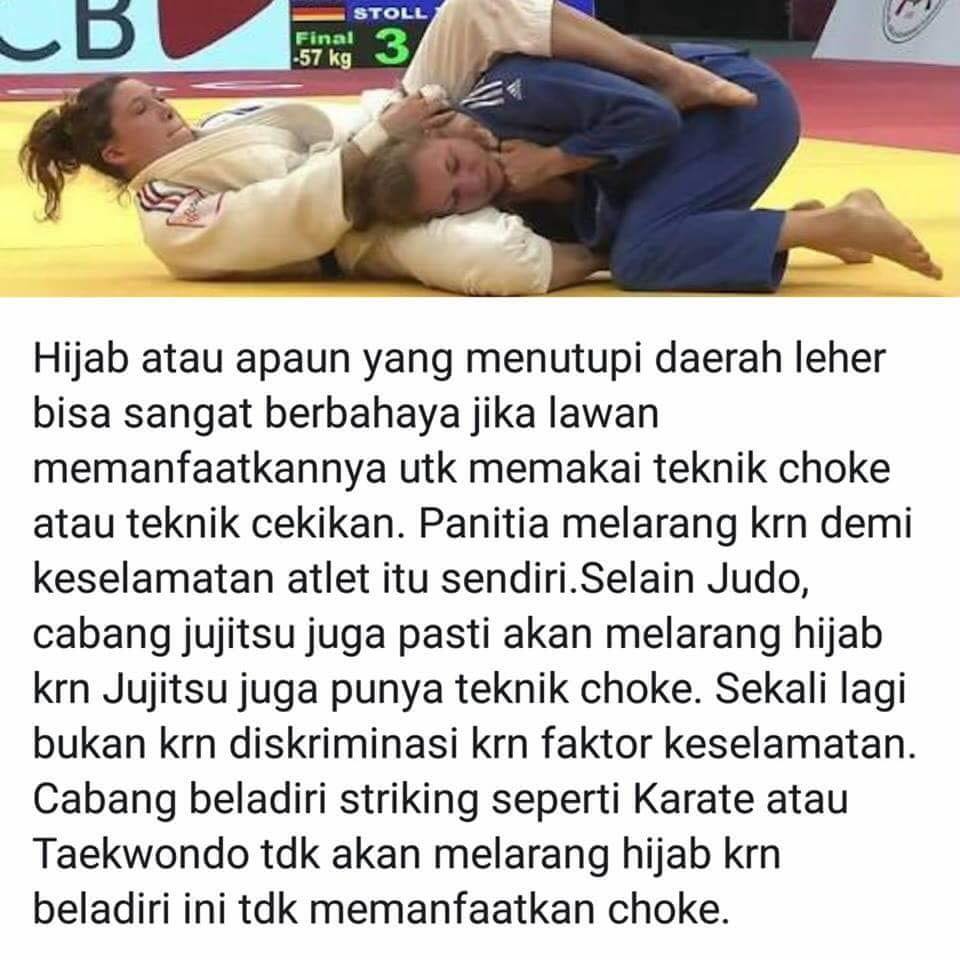 CB
STOLL
Final
-57 kg
3
Hijab atau apaun yang menutupi daerah leher
bisa sangat berbahaya jika lawan
memanfaatkannya utk memakai teknik choke
atau teknik cekikan. Panitia melarang krn demi
keselamatan atlet itu sendiri.Selain Judo,
cabang jujitsu juga pasti akan melarang hijab
krn Jujitsu juga punya teknik choke. Sekali lagi
bukan krn diskriminasi krn faktor keselamatan.
Cabang beladiri striking seperti Karate atau
Taekwondo tdk akan melarang hijab krn
beladiri ini tdk memanfaatkan choke.